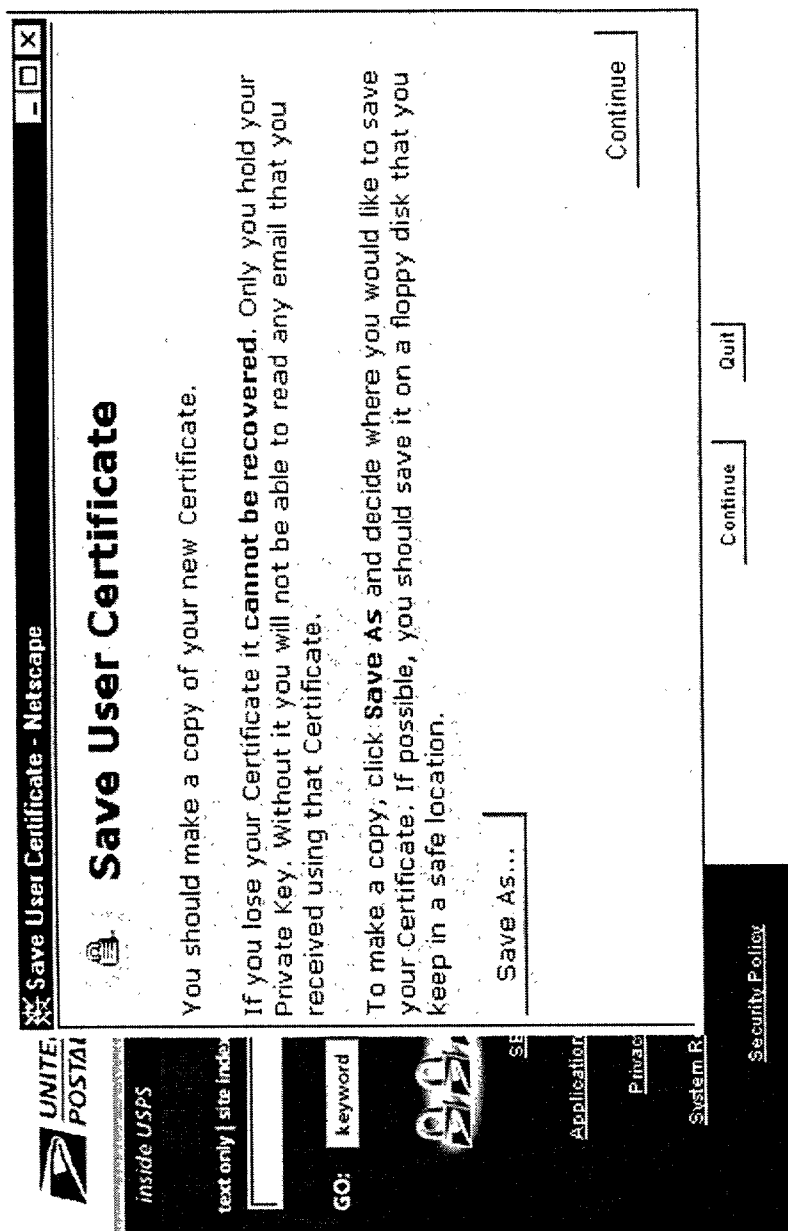 Save User Certificate - Netscape
Save User Certificate
You should make a copy of your new Certificate.
If you lose your Certificate it cannot be recovered. Only you hold your
Private Key. Without it you will not be able to read any email that you
received using that Certificate.
To make a copy, click Save As and decide where you would like to save
your Certificate. If possible, you should save it on a floppy disk that you
keep in a safe location.
Save As...
Continue
UNITE
POSTAL
inside USPS
text only | site index
GO:
keyword
SE
Application
Privac
System R
Security Policy
Continue
Quit